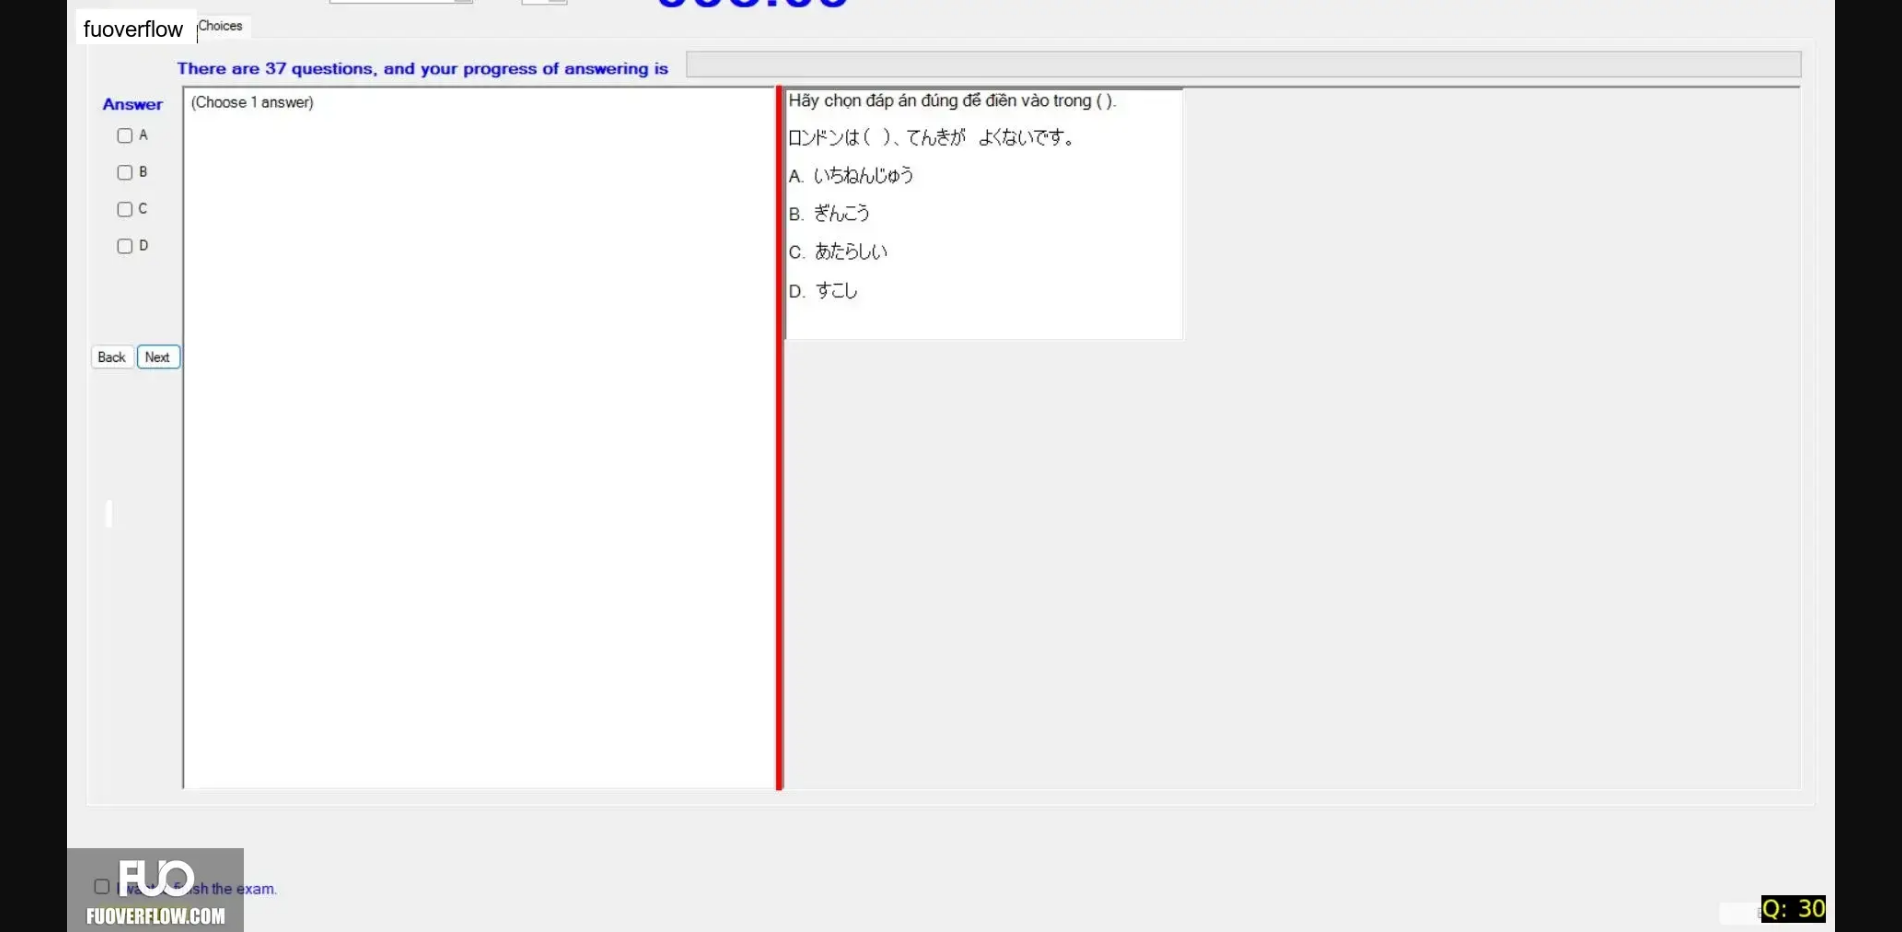 fuoverflow
Choices
There are 37 questions, and your progress of answering is
Answer
(Choose 1 answer)
A
B
C
D
Back
Next
Hãy chọn đáp án đúng để điền vào trong ( ).
ロンドンは( )、てんきが よくないです。
A. いちねんじゅう
B. ぎんこう
C. あたらしい
D. すこし
FUO
finish the exam.
FUOVERFLOW.COM
Q: 30